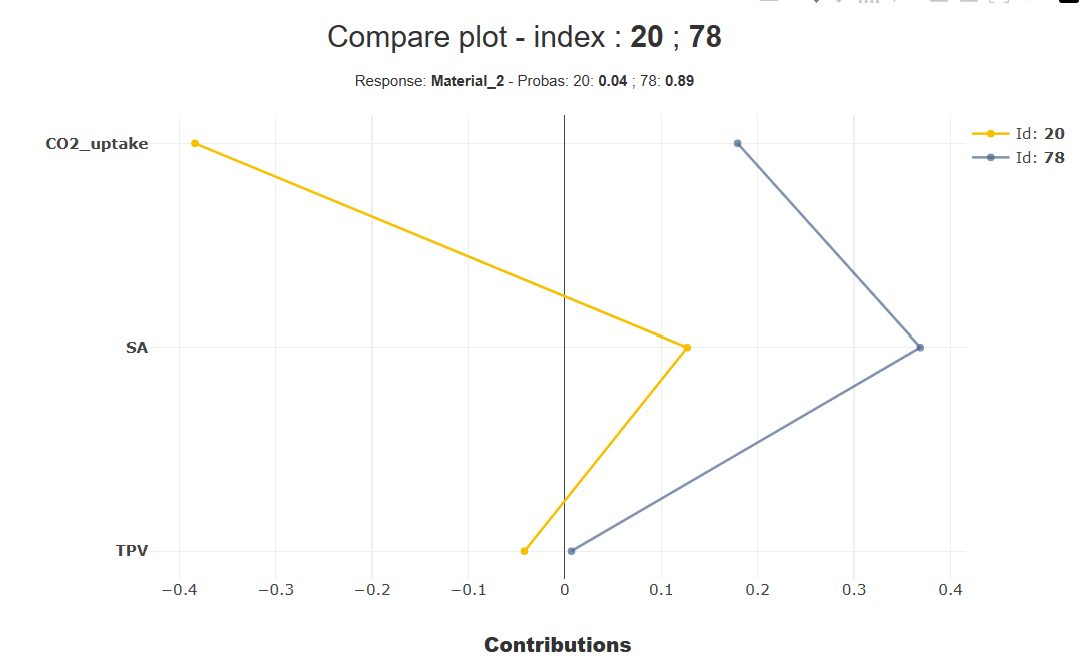 Compare plot - index : 20 ; 78
Response: Material_2 - Probas: 20: 0.04 ; 78: 0.89
Id: 20
Id: 78
CO2_uptake
SA
TPV
−0.4 −0.3 −0.2 −0.1 0 0.1 0.2 0.3 0.4
Contributions